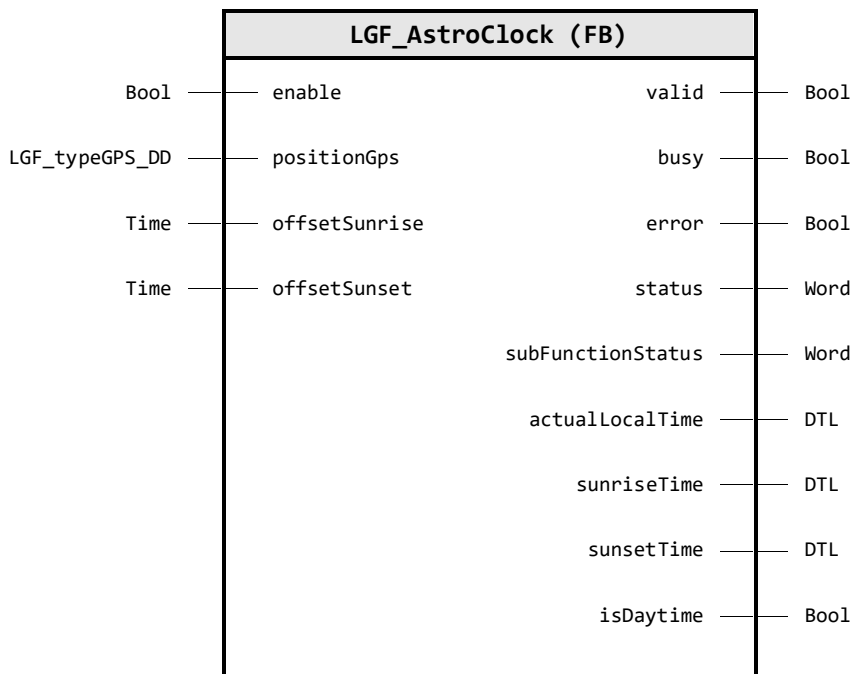 LGF_AstroClock (FB)
Bool enable valid Bool
LGF_typeGPS_DD positionGps busy Bool
Time offsetSunrise error Bool
Time offsetSunset status Word
subFunctionStatus Word
actualLocalTime DTL
sunriseTime DTL
sunsetTime DTL
isDaytime Bool